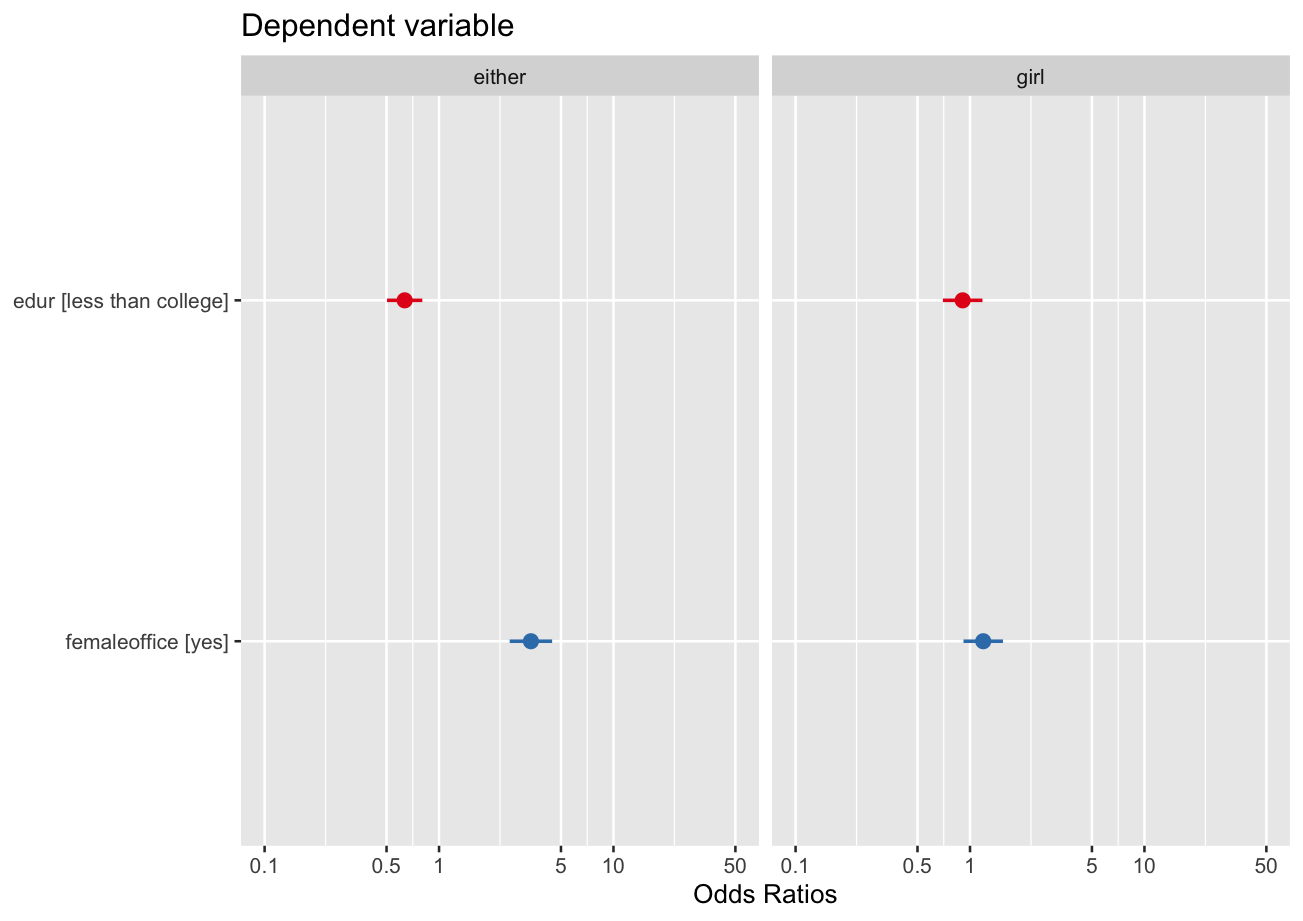 Dependent variable
either girl
edur [less than college]
femaleoffice [yes]
0.1 0.5 1 5 10 50 0.1 0.5 1 5 10 50
Odds Ratios